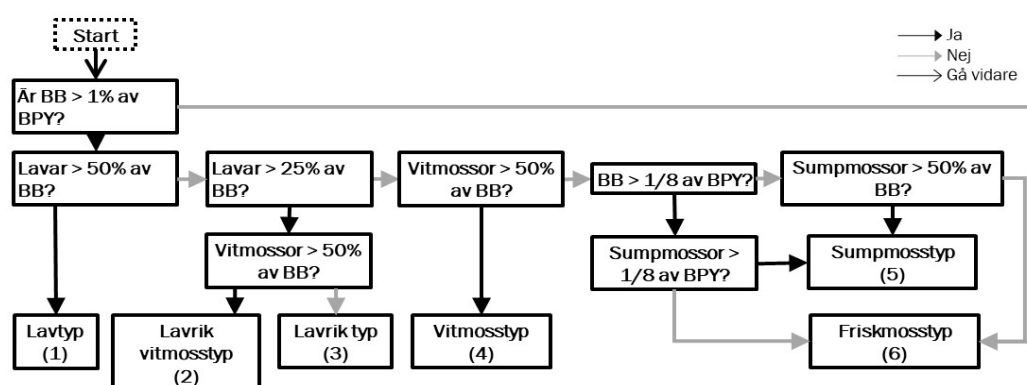 Start
Ja
Nej
Gå vidare
Är BB > 1% av
BPY?
Lavar > 50% av
BB?
Lavar > 25% av
BB?
Vitmossor > 50%
av BB?
BB > 1/8 av BPY?
Sumpmossor > 50% av
BB?
Vitmossor > 50%
av BB?
Sumpmossor >
1/8 av BPY?
Sumpmosstyp
(5)
Lavtyp
(1)
Lavrik
vitmosstyp
(2)
Lavrik typ
(3)
Vitmosstyp
(4)
Friskmosstyp
(6)